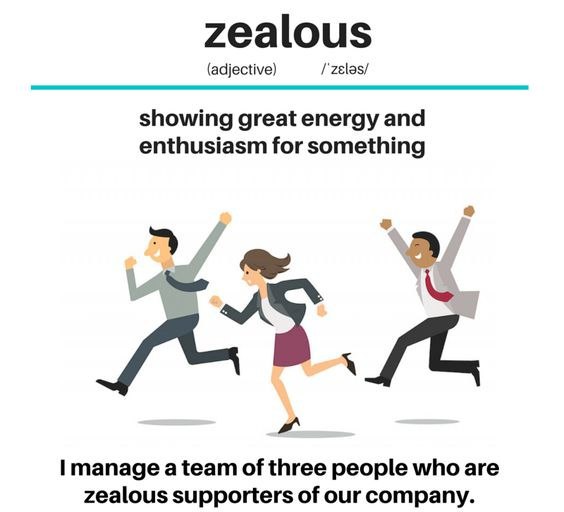 zealous
(adjective) /ˈzɛləs/
showing great energy and
enthusiasm for something
I manage a team of three people who are
zealous supporters of our company.